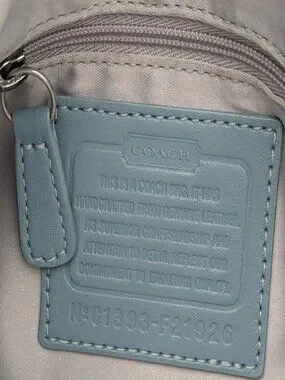 COACH
THIS IS A COACH BAG. IT WAS
HANDCRAFTED FROM GENUINE LEATHER.
ITS SUPERIOR CRAFTSMANSHIP AND
ATTENTION TO DETAIL REFLECT OUR
COMMITMENT TO ENDURING QUALITY.
Nº 01393-F21926